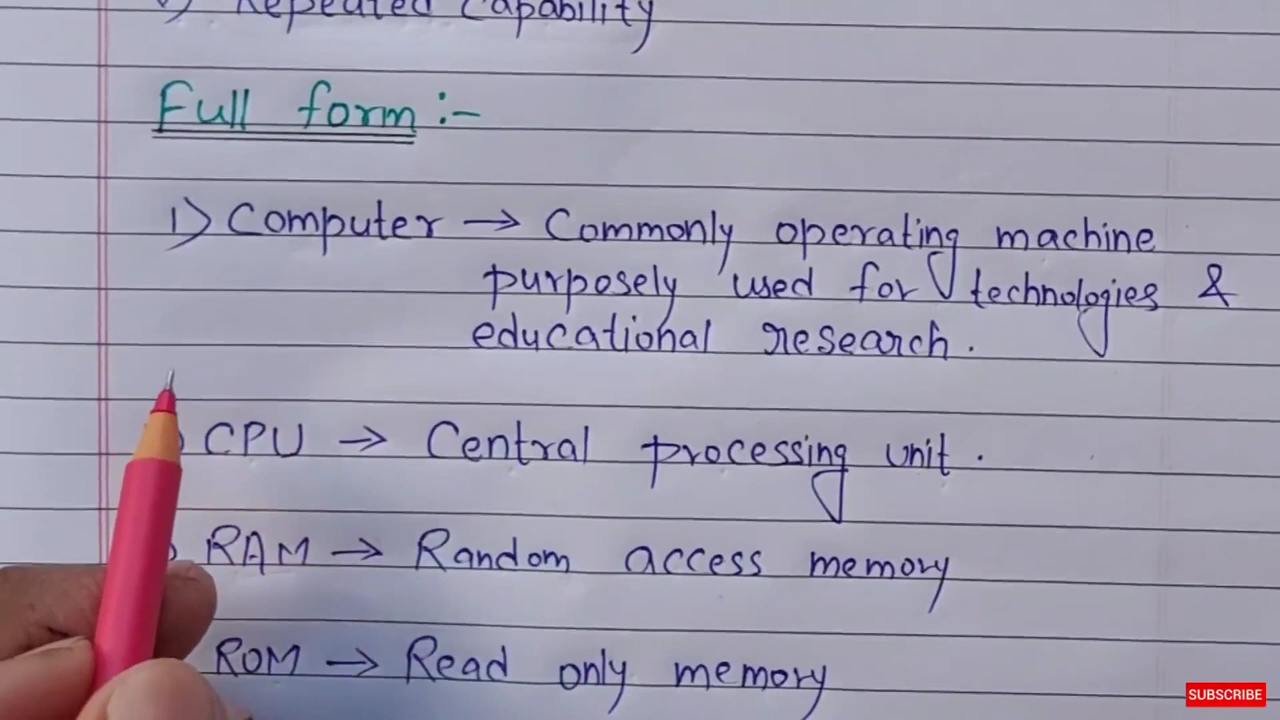 Repeated Capability
Full form :-
1) Computer → Commonly operating machine
purposely used for technologies &
educational research.
) CPU → Central processing unit.
) RAM → Random access memory
ROM → Read only memory
SUBSCRIBE